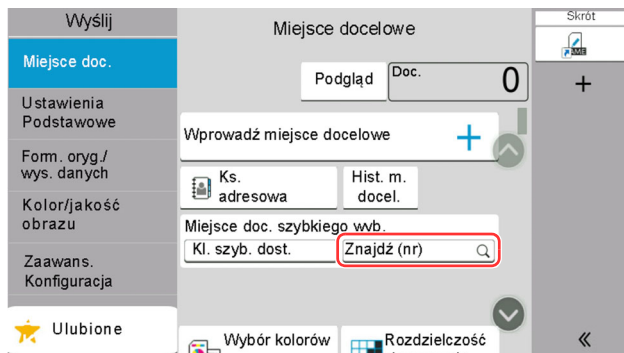 Wyślij
Miejsce docelowe
Skrót
Miejsce doc.
Podgląd
Doc.
0
Ustawienia
Podstawowe
Wprowadź miejsce docelowe
Form. oryg./
wys. danych
Ks.
adresowa
Hist. m.
docel.
Kolor/jakość
obrazu
Miejsce doc. szybkiego wyb.
Kl. szyb. dost.
Znajdź (nr)
Zaawans.
Konfiguracja
Ulubione
Wybór kolorów
Rozdzielczość